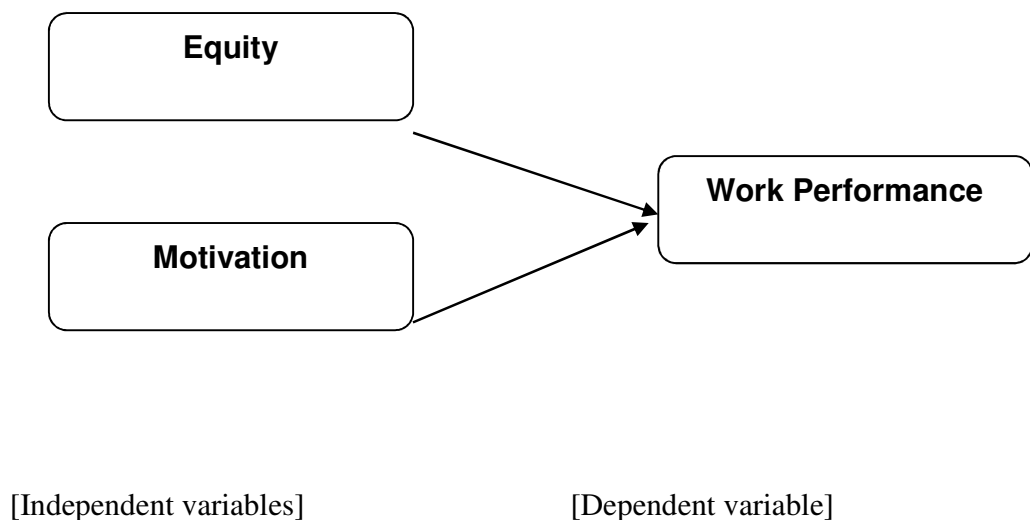 Equity
Work Performance
Motivation
[Independent variables]
[Dependent variable]